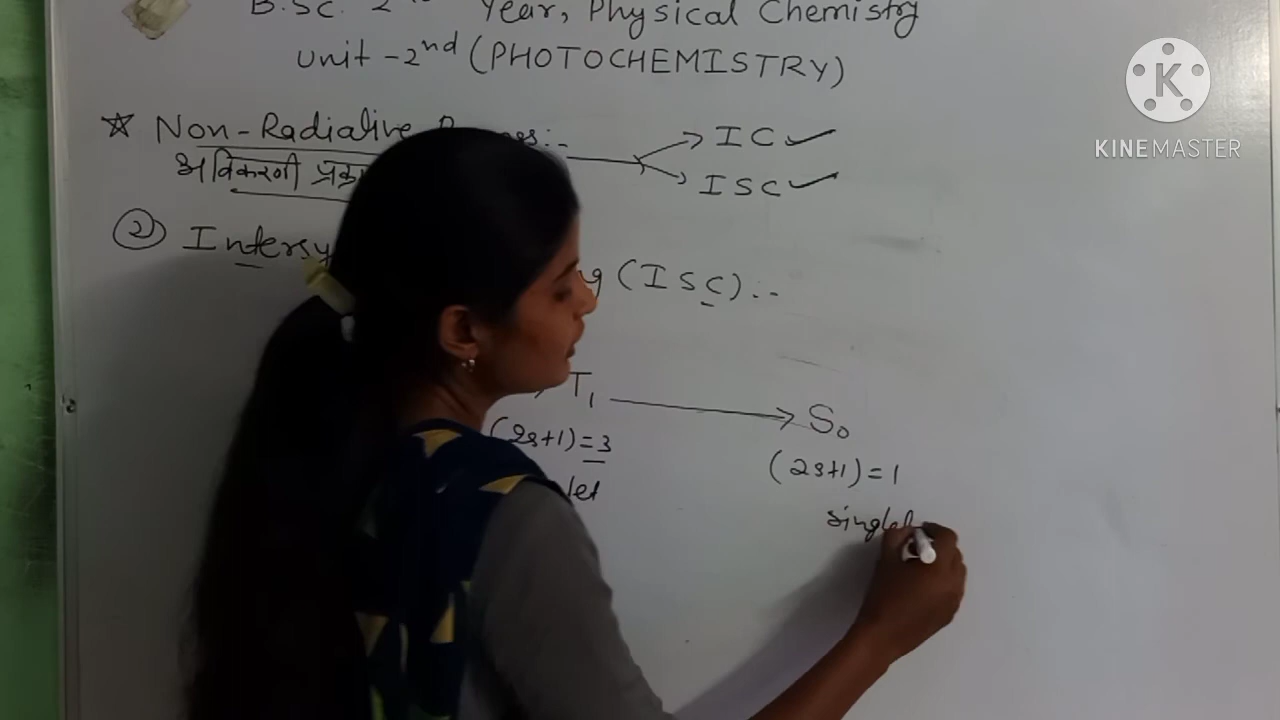 B.Sc. 2nd Year, Physical Chemistry
Unit-2nd (PHOTOCHEMISTRY)
KINEMASTER
☆ Non-Radiative :-
IC ✓
अविकरणी
ISC ✓
② (ISC):-
T₁ → S₀
(2s+1)=3
(2s+1)=1
singlet